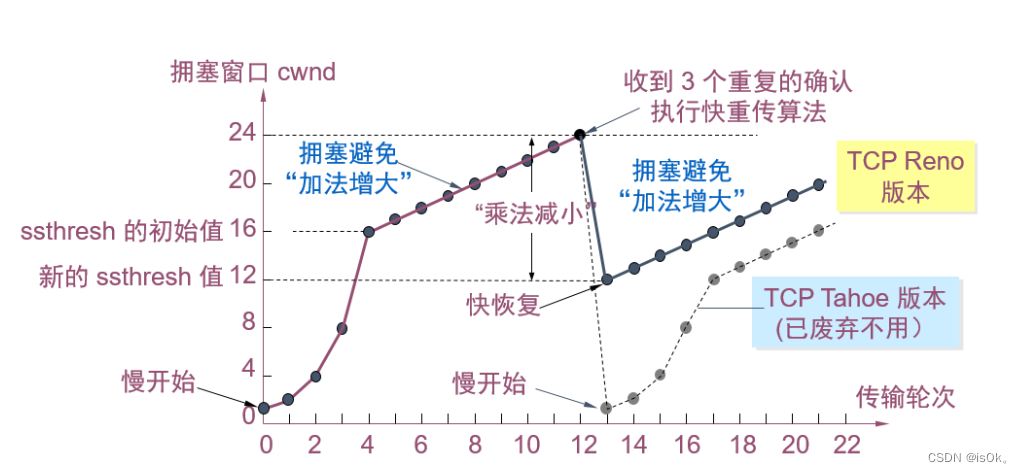 拥塞窗口 cwnd
收到 3 个重复的确认
执行快重传算法
24
拥塞避免
“加法增大”
拥塞避免
“加法增大”
TCP Reno
版本
20
“乘法减小”
ssthresh 的初始值 16
新的 ssthresh 值 12
快恢复
TCP Tahoe 版本
(已废弃不用）
8
4
慢开始
慢开始
传输轮次
0
0 2 4 6 8 10 12 13 14 16 18 20 22
CSDN @isOk。